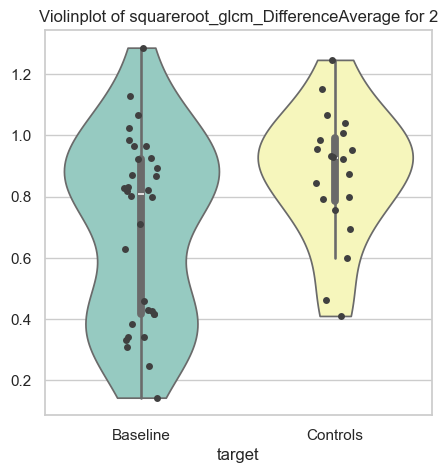 Violinplot of squareroot_glcm_DifferenceAverage for 2
1.2
1.0
0.8
0.6
0.4
0.2
Baseline Controls
target